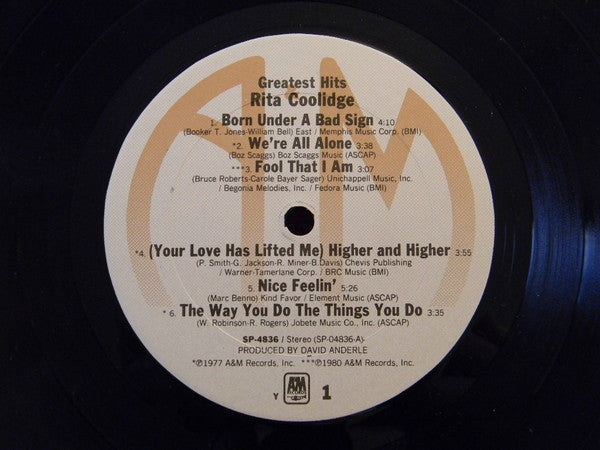 Greatest Hits
Rita Coolidge
1. Born Under A Bad Sign 4:10
(Booker T. Jones-William Bell) East / Memphis Music Corp. (BMI)
*2. We're All Alone 3:38
(Boz Scaggs) Boz Scaggs Music (ASCAP)
***3. Fool That I Am 3:07
(Bruce Roberts-Carole Bayer Sager) Unichappell Music, Inc.
/ Begonia Melodies, Inc. / Fedora Music (BMI)
*4. (Your Love Has Lifted Me) Higher and Higher 3:55
(P. Smith-G. Jackson-R. Miner-B.Davis) Chevis Publishing
/ Warner-Tamerlane Corp. / BRC Music (BMI)
5. Nice Feelin' 5:26
(Marc Benno) Kind Favor / Element Music (ASCAP)
*6. The Way You Do The Things You Do 3:35
(W. Robinson-R. Rogers) Jobete Music Co., Inc. (ASCAP)
SP-4836 / Stereo (SP-04836-A)
PRODUCED BY DAVID ANDERLE
*℗1977 A&M Records, Inc. ***℗1980 A&M Records, Inc.
Y A&M RECORDS 1